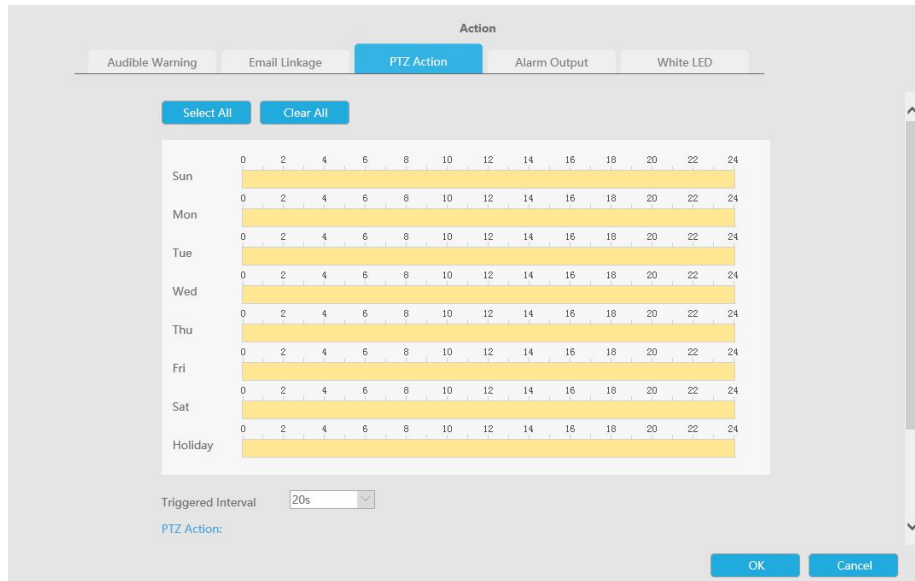 Action
Audible Warning Email Linkage PTZ Action Alarm Output White LED
Select All Clear All
0 2 4 6 8 10 12 14 16 18 20 22 24
Sun
0 2 4 6 8 10 12 14 16 18 20 22 24
Mon
0 2 4 6 8 10 12 14 16 18 20 22 24
Tue
0 2 4 6 8 10 12 14 16 18 20 22 24
Wed
0 2 4 6 8 10 12 14 16 18 20 22 24
Thu
0 2 4 6 8 10 12 14 16 18 20 22 24
Fri
0 2 4 6 8 10 12 14 16 18 20 22 24
Sat
0 2 4 6 8 10 12 14 16 18 20 22 24
Holiday
Triggered Interval 20s
PTZ Action:
OK Cancel